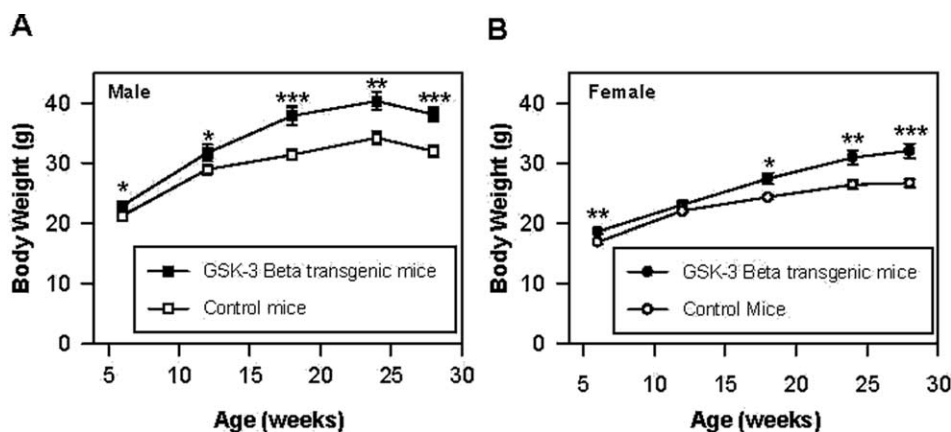 A
Male
*
*
***
**
***
Body Weight (g)
40
30
20
10
0
GSK-3 Beta transgenic mice
Control mice
5 10 15 20 25 30
Age (weeks)
B
Female
**
*
**
***
Body Weight (g)
40
30
20
10
0
GSK-3 Beta transgenic mice
Control Mice
5 10 15 20 25 30
Age (weeks)